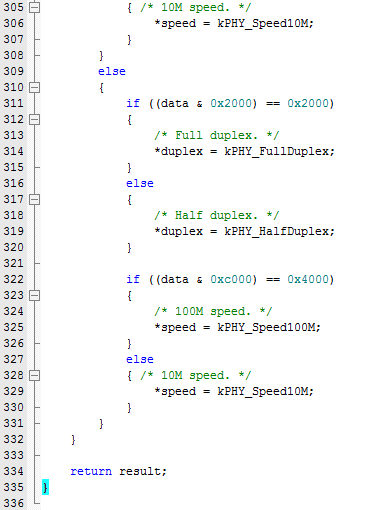 305 { /* 10M speed. */
306 *speed = kPHY_Speed10M;
307 }
308 }
309 else
310 {
311 if ((data & 0x2000) == 0x2000)
312 {
313 /* Full duplex. */
314 *duplex = kPHY_FullDuplex;
315 }
316 else
317 {
318 /* Half duplex. */
319 *duplex = kPHY_HalfDuplex;
320 }
321
322 if ((data & 0xc000) == 0x4000)
323 {
324 /* 100M speed. */
325 *speed = kPHY_Speed100M;
326 }
327 else
328 { /* 10M speed. */
329 *speed = kPHY_Speed10M;
330 }
331 }
332 }
333
334 return result;
335 }
336